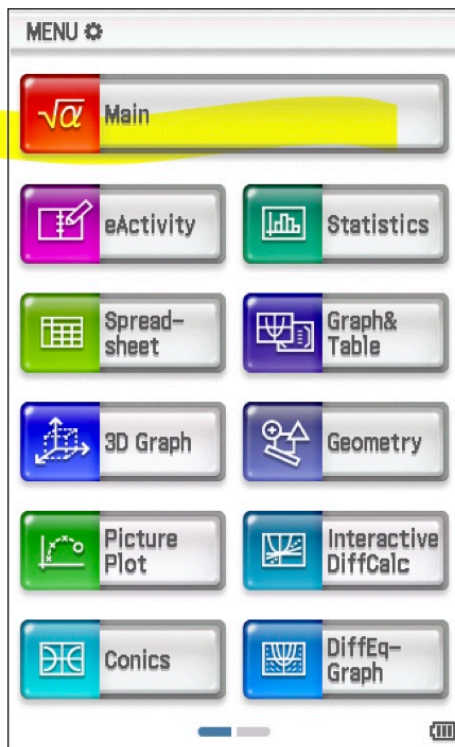 MENU
√α Main
eActivity
Statistics
Spread-
sheet
Graph&
Table
3D Graph
Geometry
Picture
Plot
Interactive
DiffCalc
Conics
DiffEq-
Graph